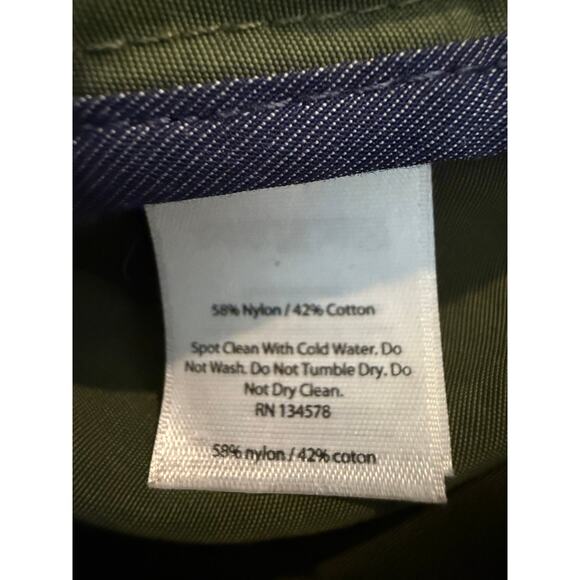 58% Nylon / 42% Cotton
Spot Clean With Cold Water. Do
Not Wash. Do Not Tumble Dry. Do
Not Dry Clean.
RN 134578
58% nylon / 42% coton